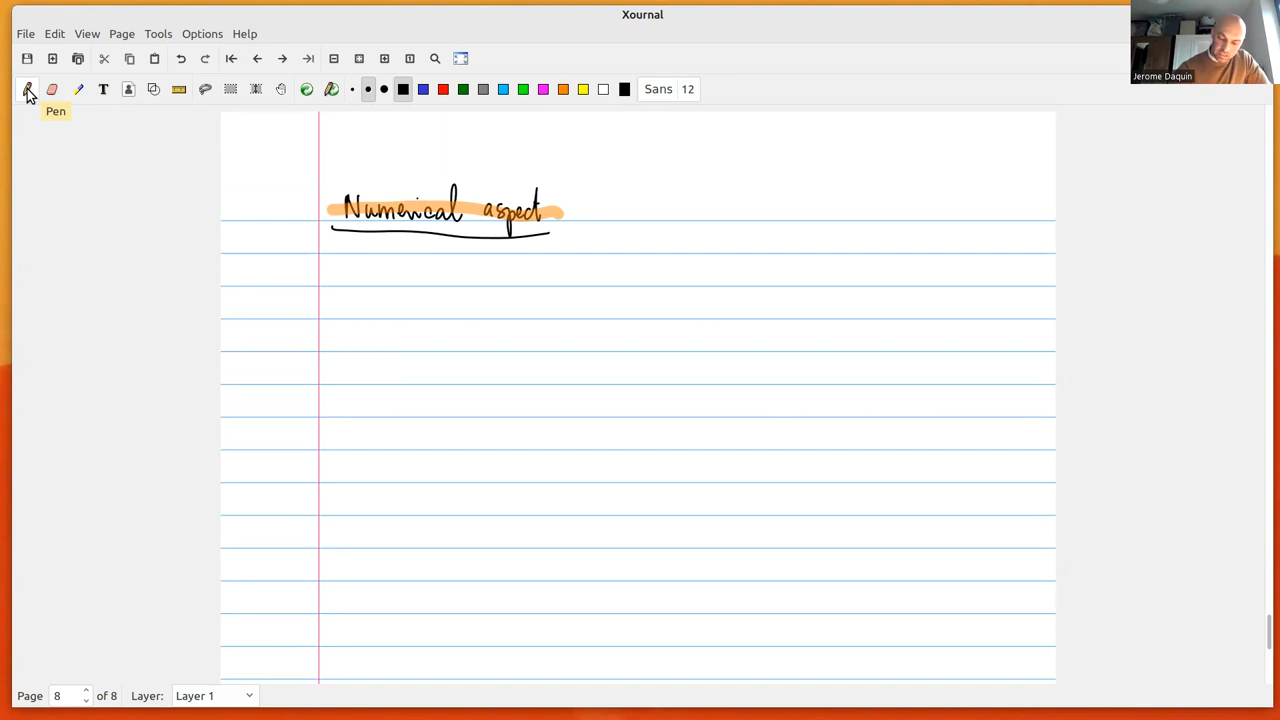 Xournal
File Edit View Page Tools Options Help
Jerome Daquin
T Sans 12
Pen
Numerical aspect
Page 8 of 8 Layer: Layer 1